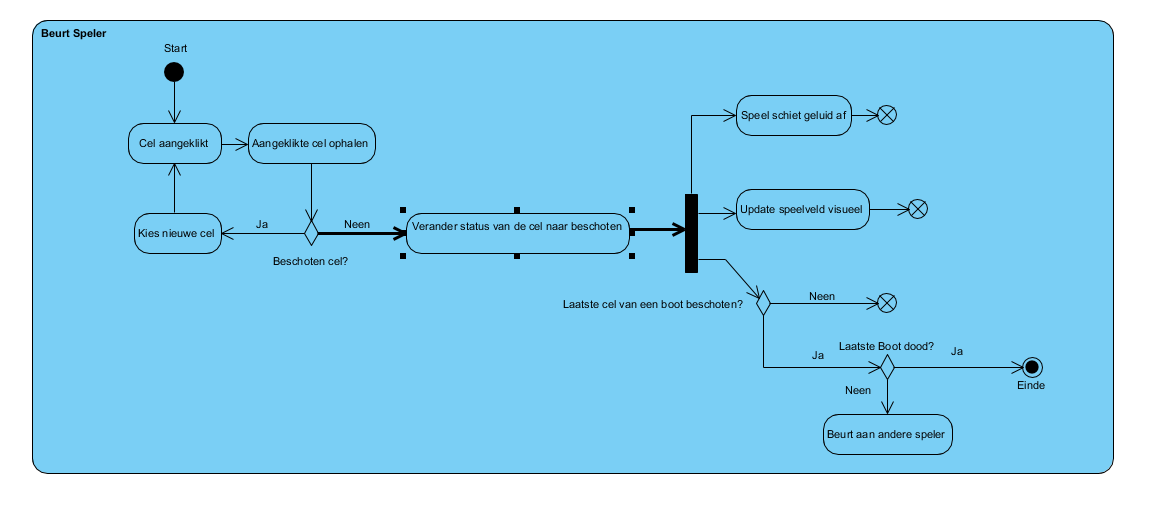 Beurt Speler
Start
Cel aangeklikt
Aangeklikte cel ophalen
Speel schiet geluid af
Kies nieuwe cel
Ja
Neen
Beschoten cel?
Verander status van de cel naar beschoten
Update speelveld visueel
Laatste cel van een boot beschoten?
Neen
Ja
Laatste Boot dood?
Ja
Einde
Neen
Beurt aan andere speler